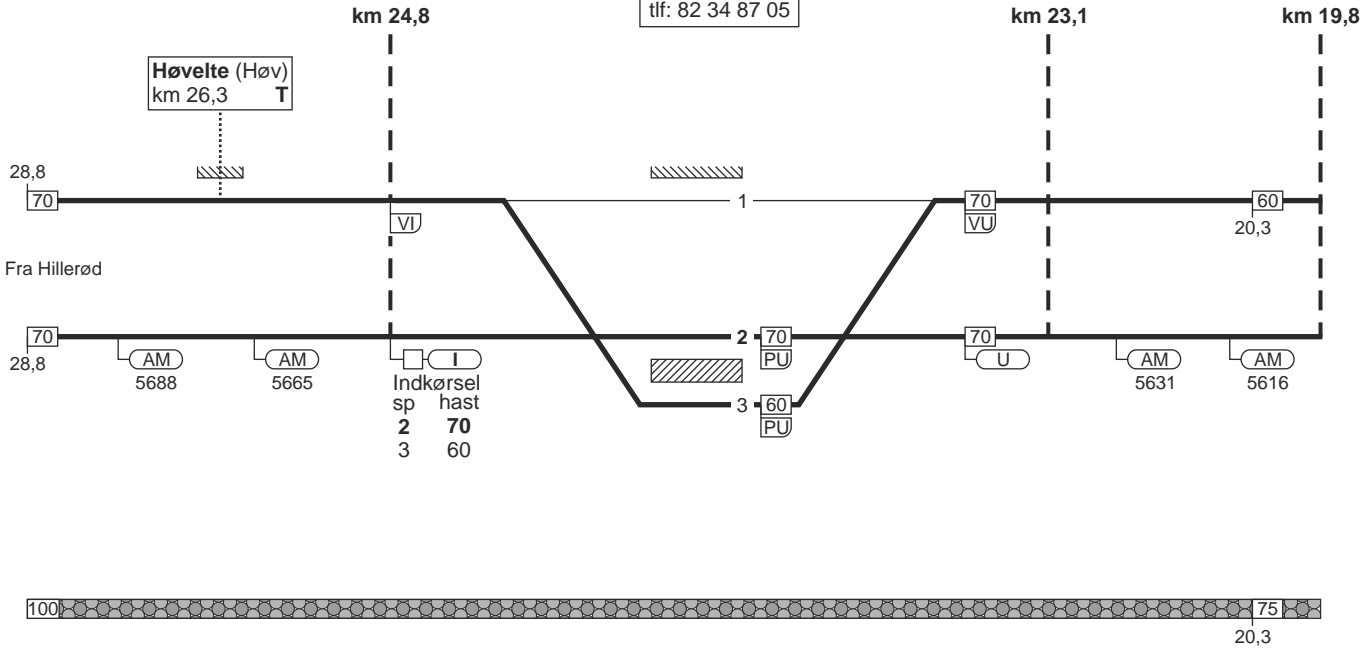 tlf: 82 34 87 05
km 24,8
km 23,1
km 19,8
Høvelte (Høv)
km 26,3 T
28,8
70
1
70
60
VI
VU
20,3
Fra Hillerød
70
2
70
70
28,8
AM
AM
I
PU
U
AM
AM
5688
5665
Indkørsel
5631
5616
sp hast
3
60
2 70
PU
3 60
100
75
20,3